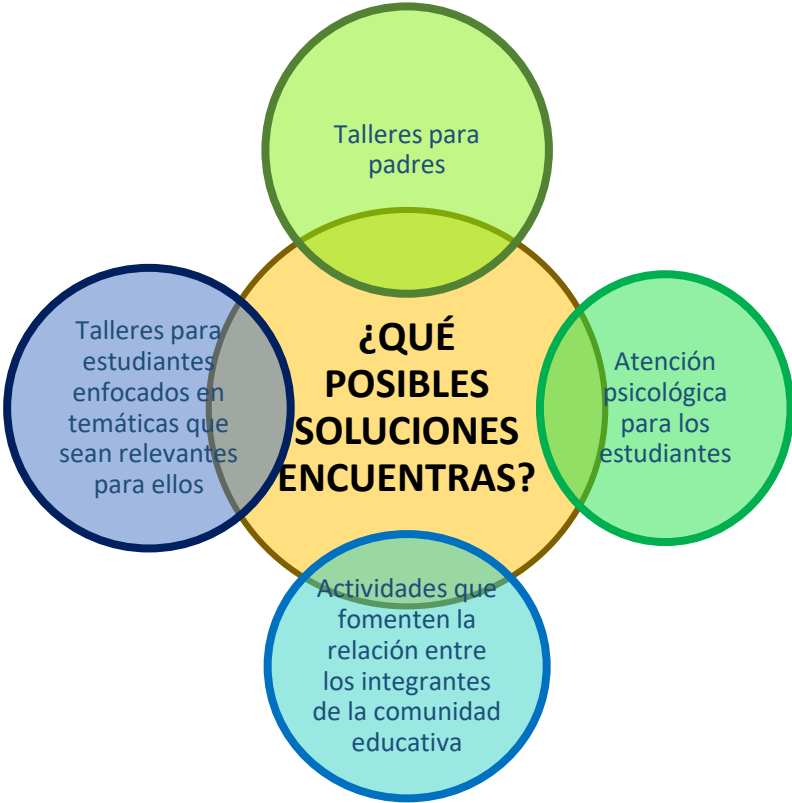 Talleres para
padres
¿QUÉ
POSIBLES
SOLUCIONES
ENCUENTRAS?
Talleres para
estudiantes
enfocados en
temáticas que
sean relevantes
para ellos
Atención
psicológica
para los
estudiantes
Actividades que
fomenten la
relación entre
los integrantes
de la comunidad
educativa